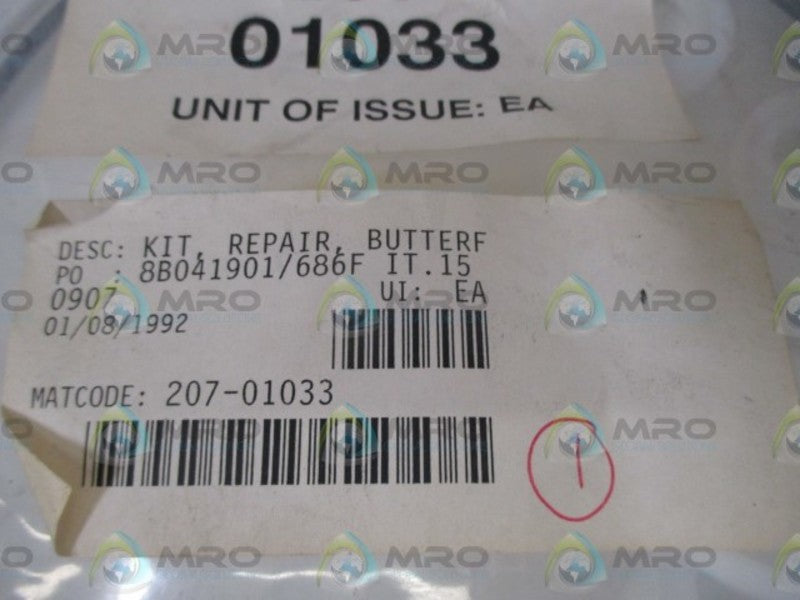 01033
UNIT OF ISSUE: EA
DESC: KIT, REPAIR, BUTTERF
PO : 8B041901/686F IT.15
0907 UI: EA
01/08/1992
MATCODE: 207-01033
1
MRO